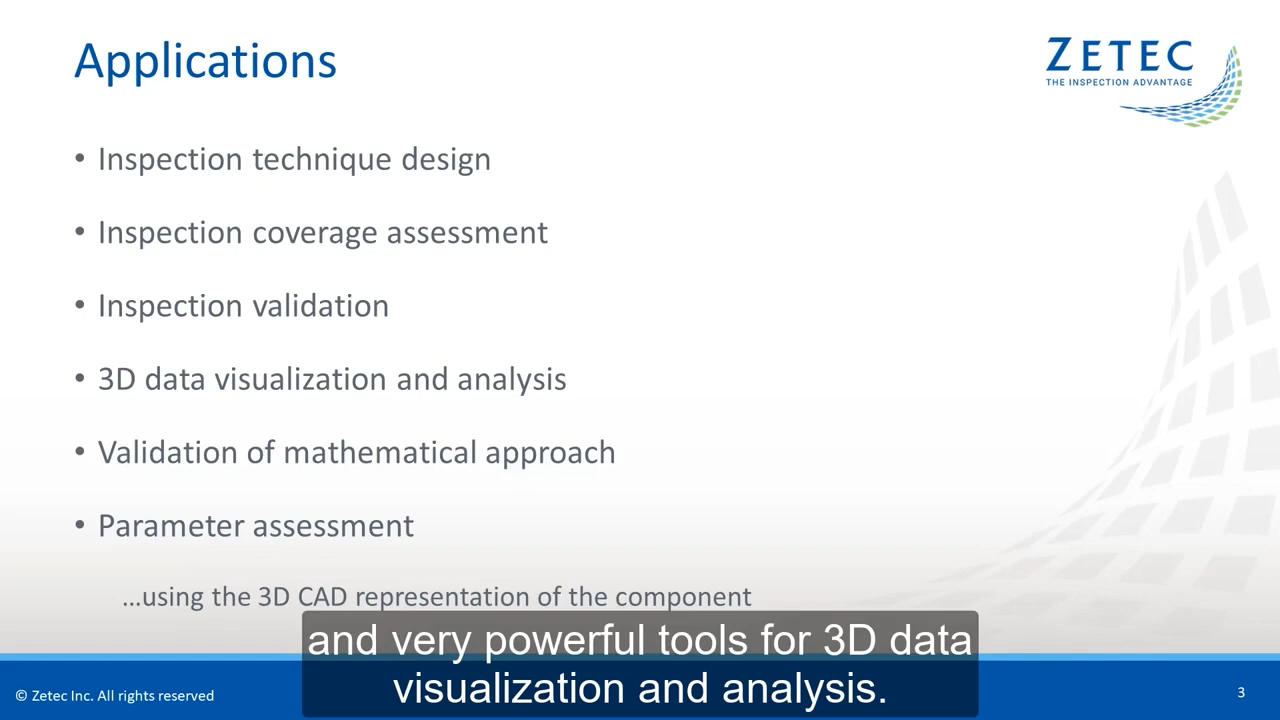 Applications
ZETEC
THE INSPECTION ADVANTAGE
• Inspection technique design
• Inspection coverage assessment
• Inspection validation
• 3D data visualization and analysis
• Validation of mathematical approach
• Parameter assessment
...using the 3D CAD representation of the component
and very powerful tools for 3D data
visualization and analysis.
© Zetec Inc. All rights reserved
3